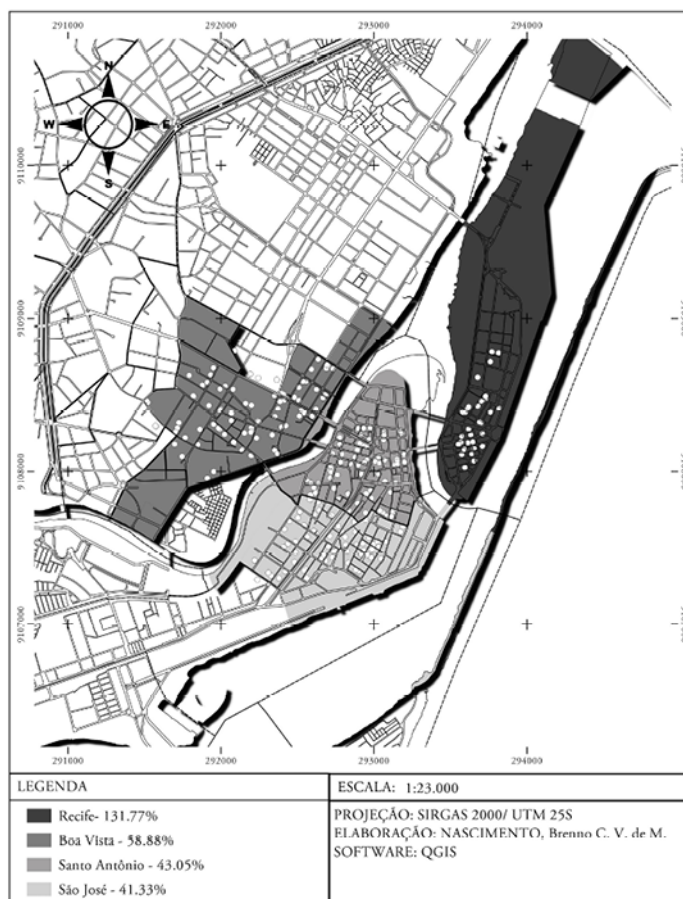 291000 292000 293000 294000
N
W E
S
9110000
9109000
9108000
9107000
291000 292000 293000 294000
LEGENDA
Recife- 131.77%
Boa Vista - 58.88%
Santo Antônio - 43.05%
São José - 41.33%
ESCALA: 1:23.000
PROJEÇÃO: SIRGAS 2000/ UTM 25S
ELABORAÇÃO: NASCIMENTO, Brenno C. V. de M.
SOFTWARE: QGIS